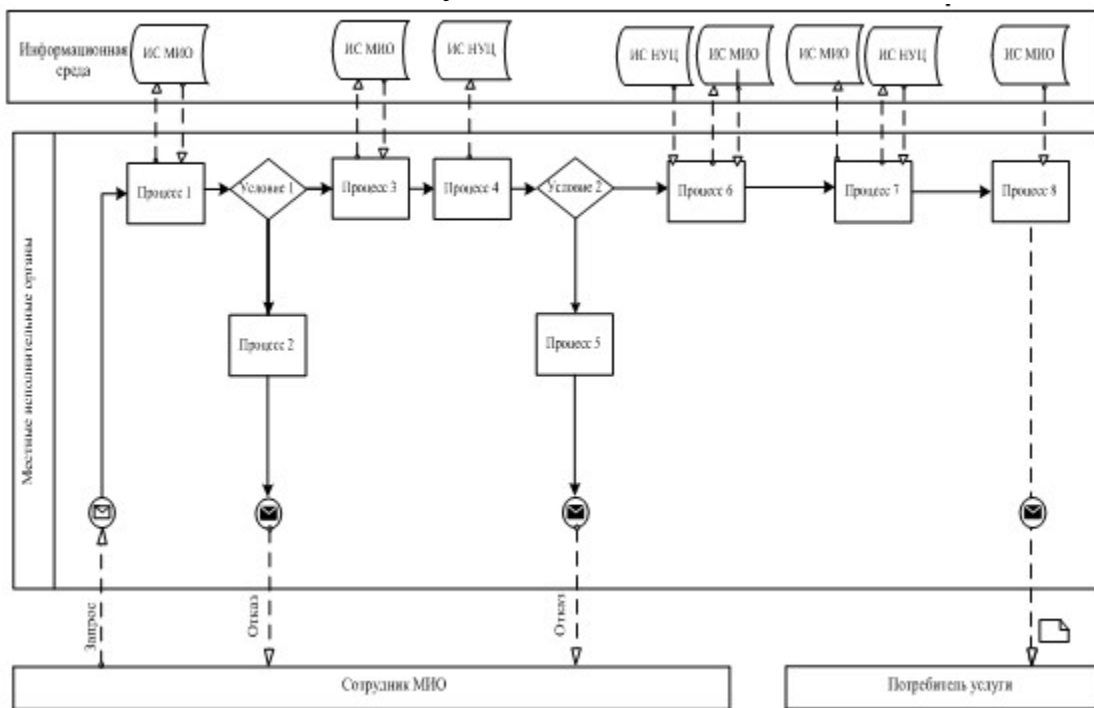 Информационная
среда
ИС МИО
ИС МИО
ИС НУЦ
ИС НУЦ
ИС МИО
ИС МИО
ИС НУЦ
ИС МИО
Местные исполнительные органы
Процесс 1
Условие 1
Процесс 3
Процесс 4
Условие 2
Процесс 6
Процесс 7
Процесс 8
Процесс 2
Процесс 5
Запрос
Отказ
Отказ
Сотрудник МИО
Потребитель услуги